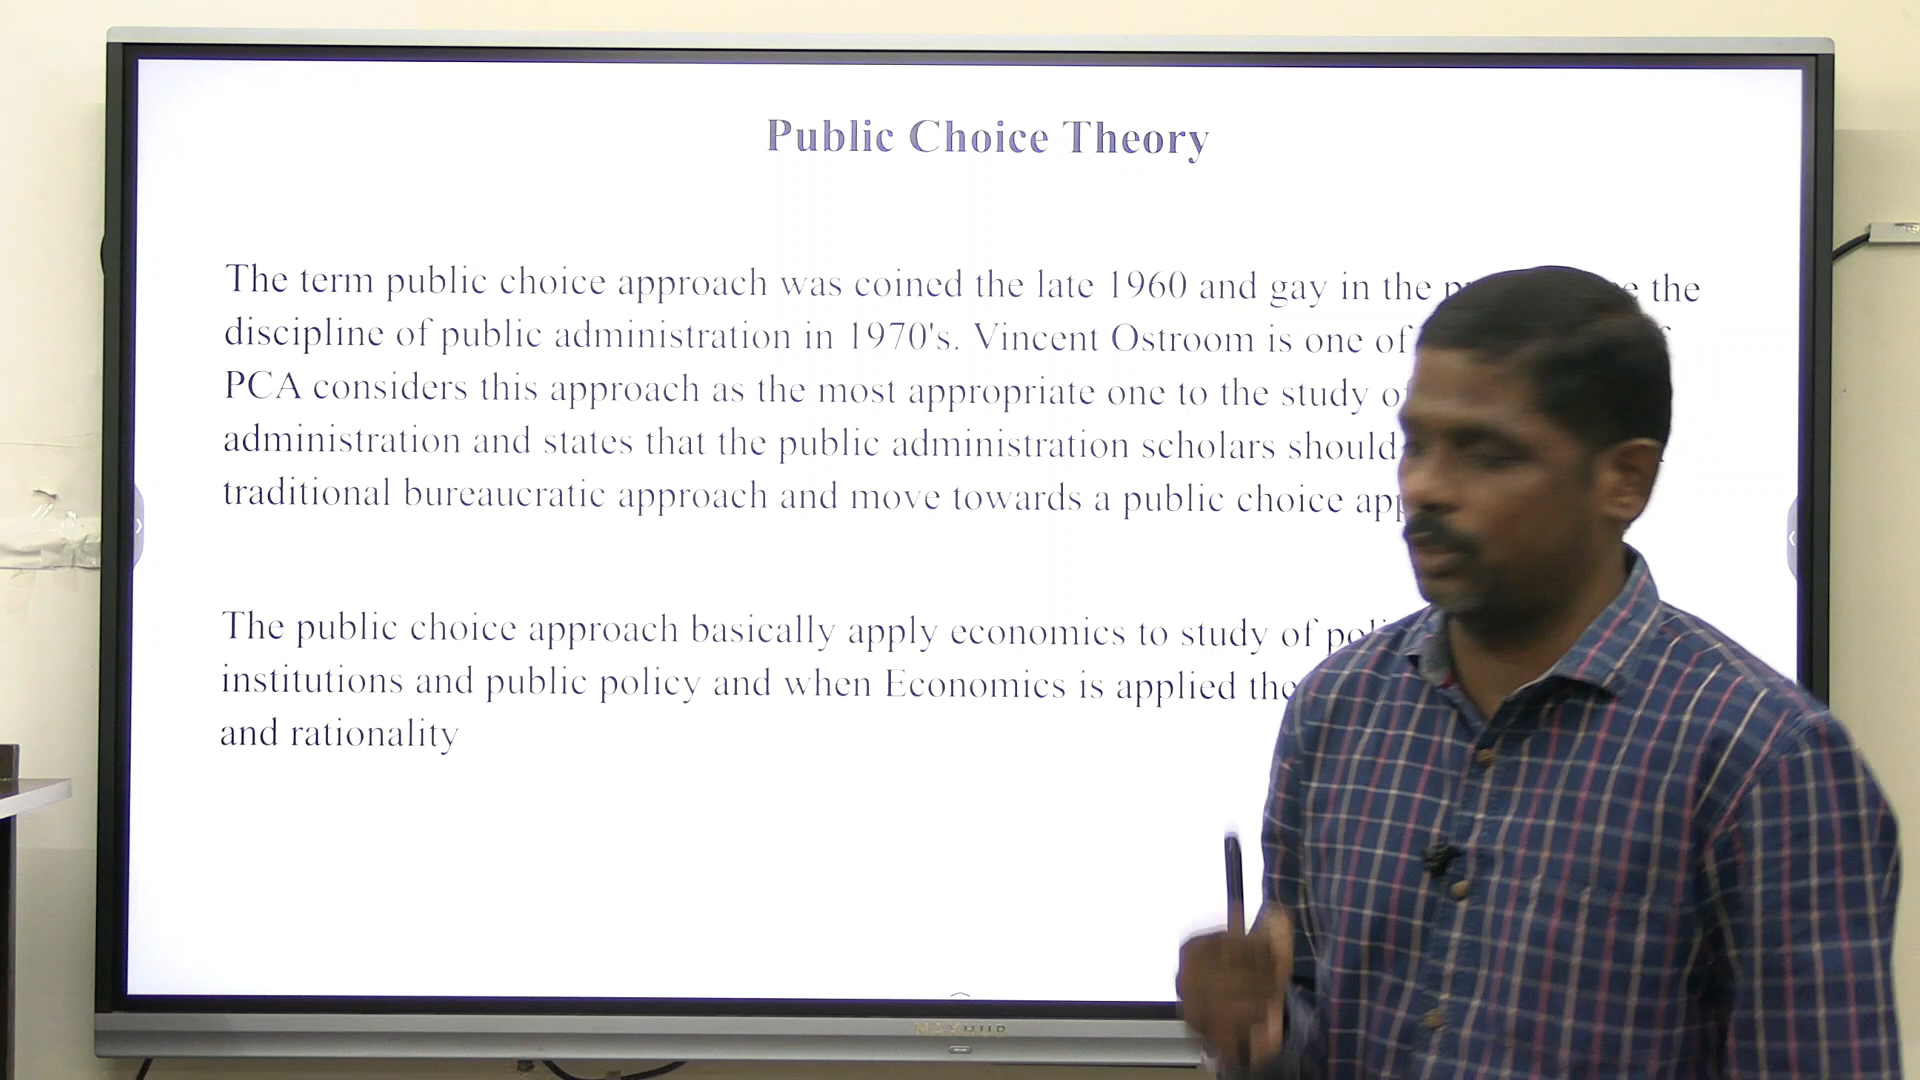 Public Choice Theory
The term public choice approach was coined the late 1960 and gay in the the
discipline of public administration in 1970's. Vincent Ostroom is one of
PCA considers this approach as the most appropriate one to the study of
administration and states that the public administration scholars should
traditional bureaucratic approach and move towards a public choice
The public choice approach basically apply economics to study of
institutions and public policy and when Economics is applied
and rationality
MAXHUB